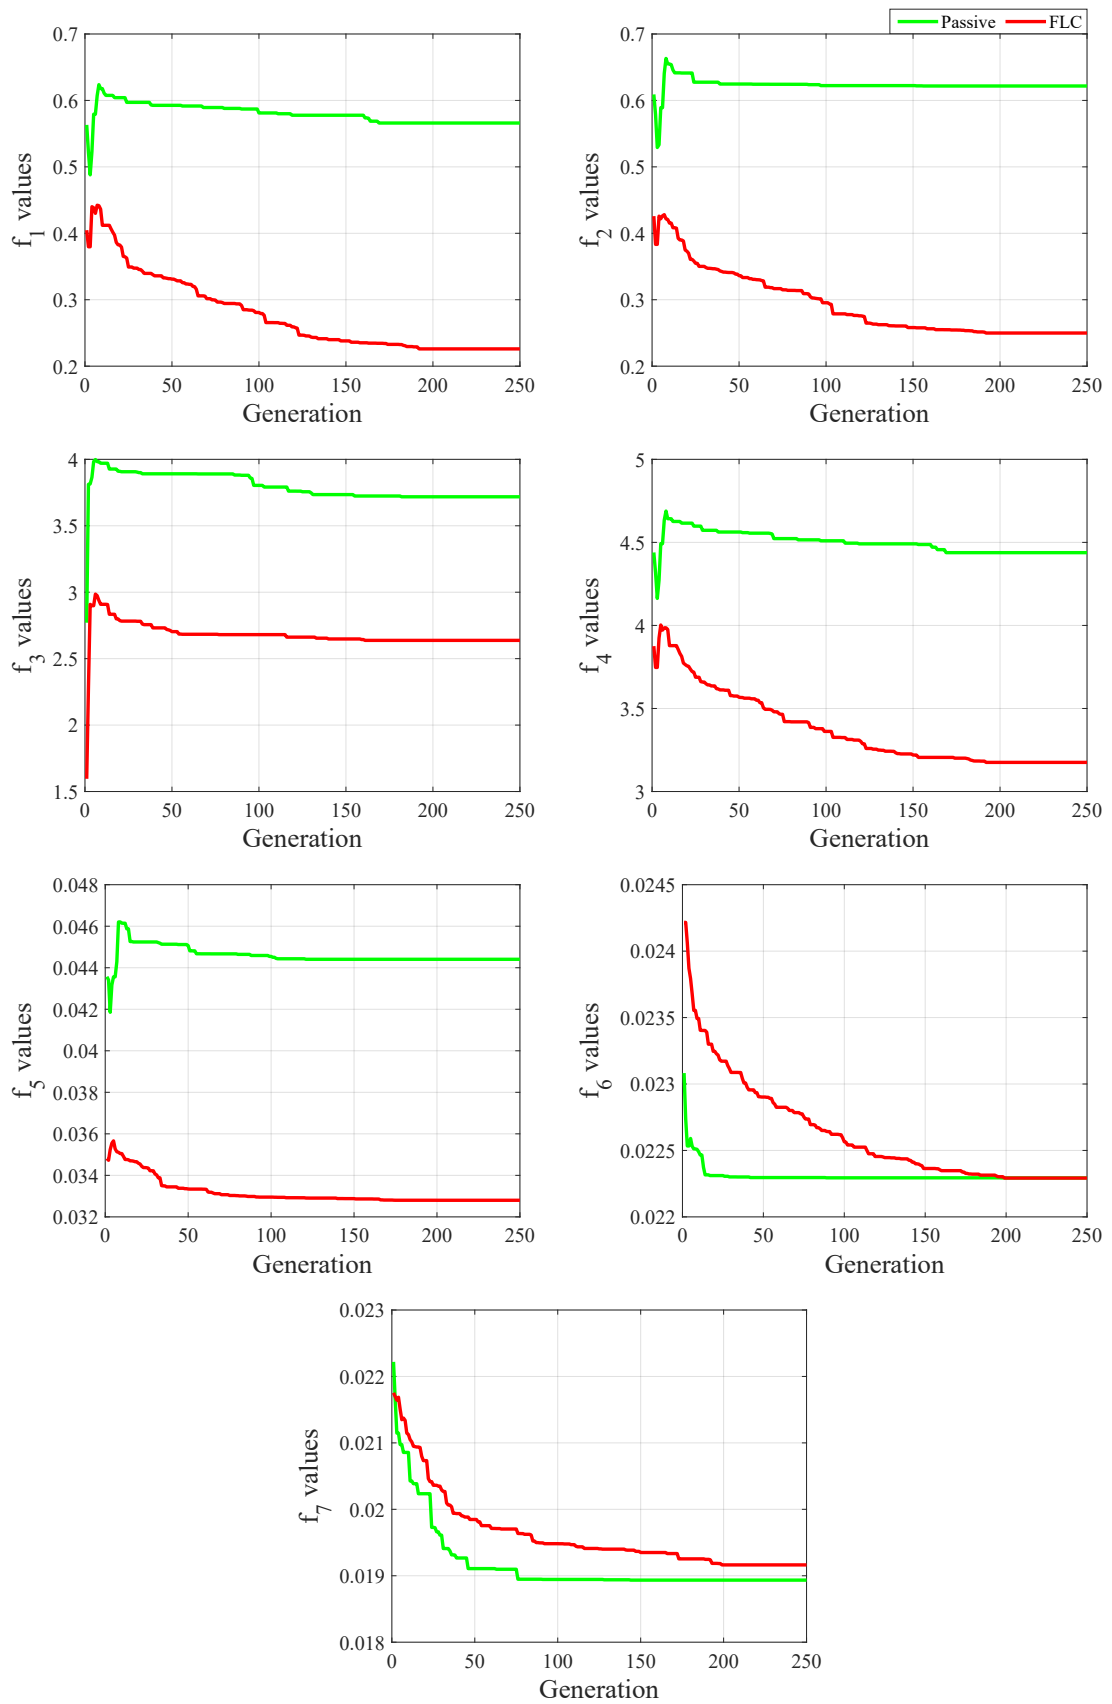 Passive FLC
0.7
0.6
0.5
0.4
0.3
0.2
f1 values
0 50 100 150 200 250
Generation
0.7
0.6
0.5
0.4
0.3
0.2
f2 values
0 50 100 150 200 250
Generation
4
3.5
3
2.5
2
1.5
f3 values
0 50 100 150 200 250
Generation
5
4.5
4
3.5
3
f4 values
0 50 100 150 200 250
Generation
0.048
0.046
0.044
0.042
0.04
0.038
0.036
0.034
0.032
f5 values
0 50 100 150 200 250
Generation
0.0245
0.024
0.0235
0.023
0.0225
0.022
f6 values
0 50 100 150 200 250
Generation
0.023
0.022
0.021
0.02
0.019
0.018
f7 values
0 50 100 150 200 250
Generation